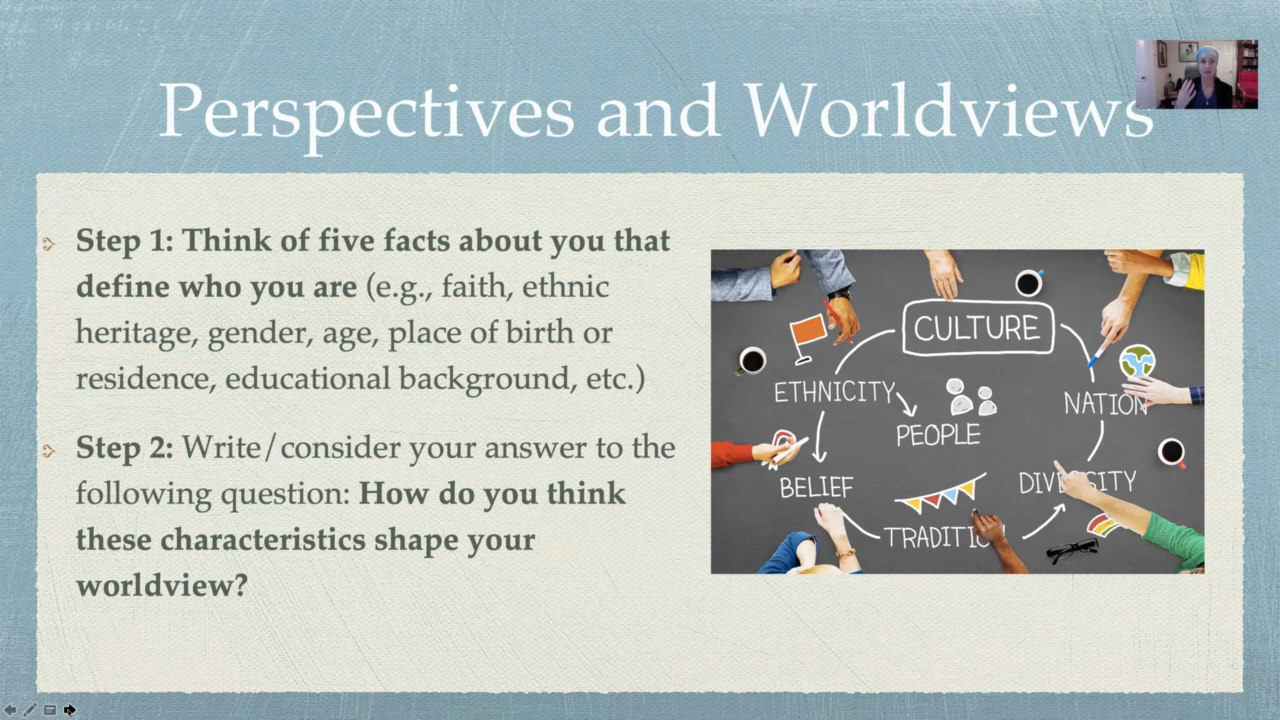 Perspectives and Worldviews
Step 1: Think of five facts about you that
define who you are (e.g., faith, ethnic
heritage, gender, age, place of birth or
residence, educational background, etc.)
Step 2: Write/consider your answer to the
following question: How do you think
these characteristics shape your
worldview?
CULTURE
ETHNICITY
NATION
PEOPLE
BELIEF
DIVERSITY
TRADITIO